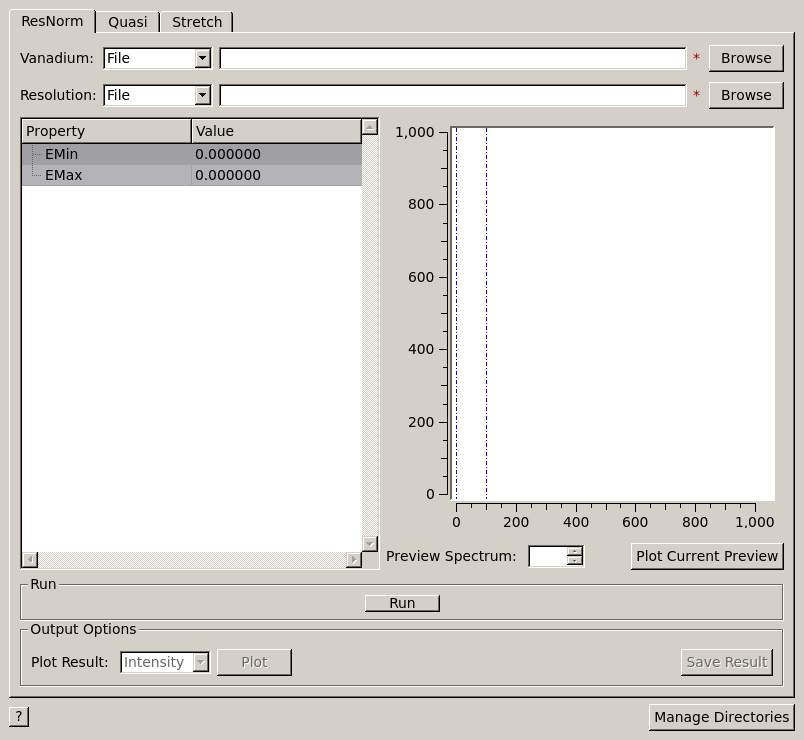 ResNorm Quasi Stretch
Vanadium: File * Browse
Resolution: File * Browse
Property Value
EMin 0.000000
EMax 0.000000
1,000
800
600
400
200
0
0 200 400 600 800 1,000
Preview Spectrum: Plot Current Preview
Run
Run
Output Options
Plot Result: Intensity Plot Save Result
? Manage Directories